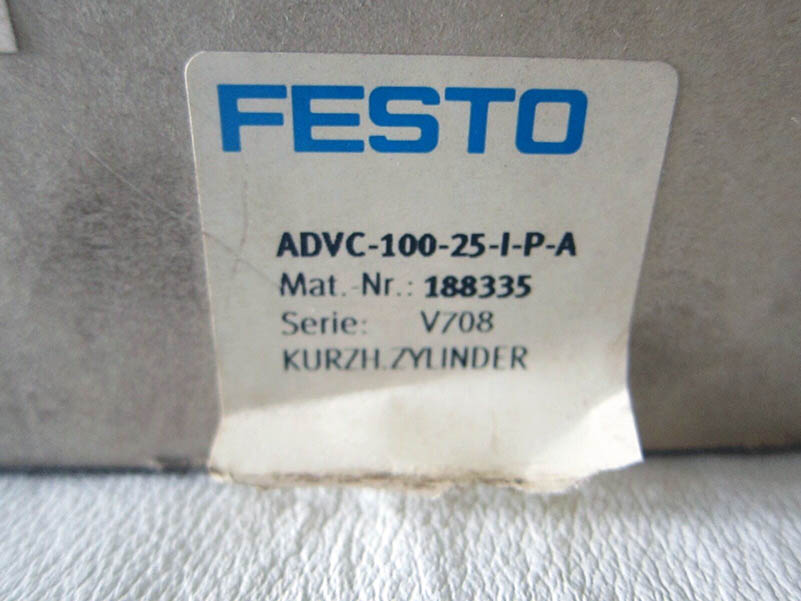 FESTO
ADVC-100-25-I-P-A
Mat.-Nr.: 188335
Serie: V708
KURZH.ZYLINDER